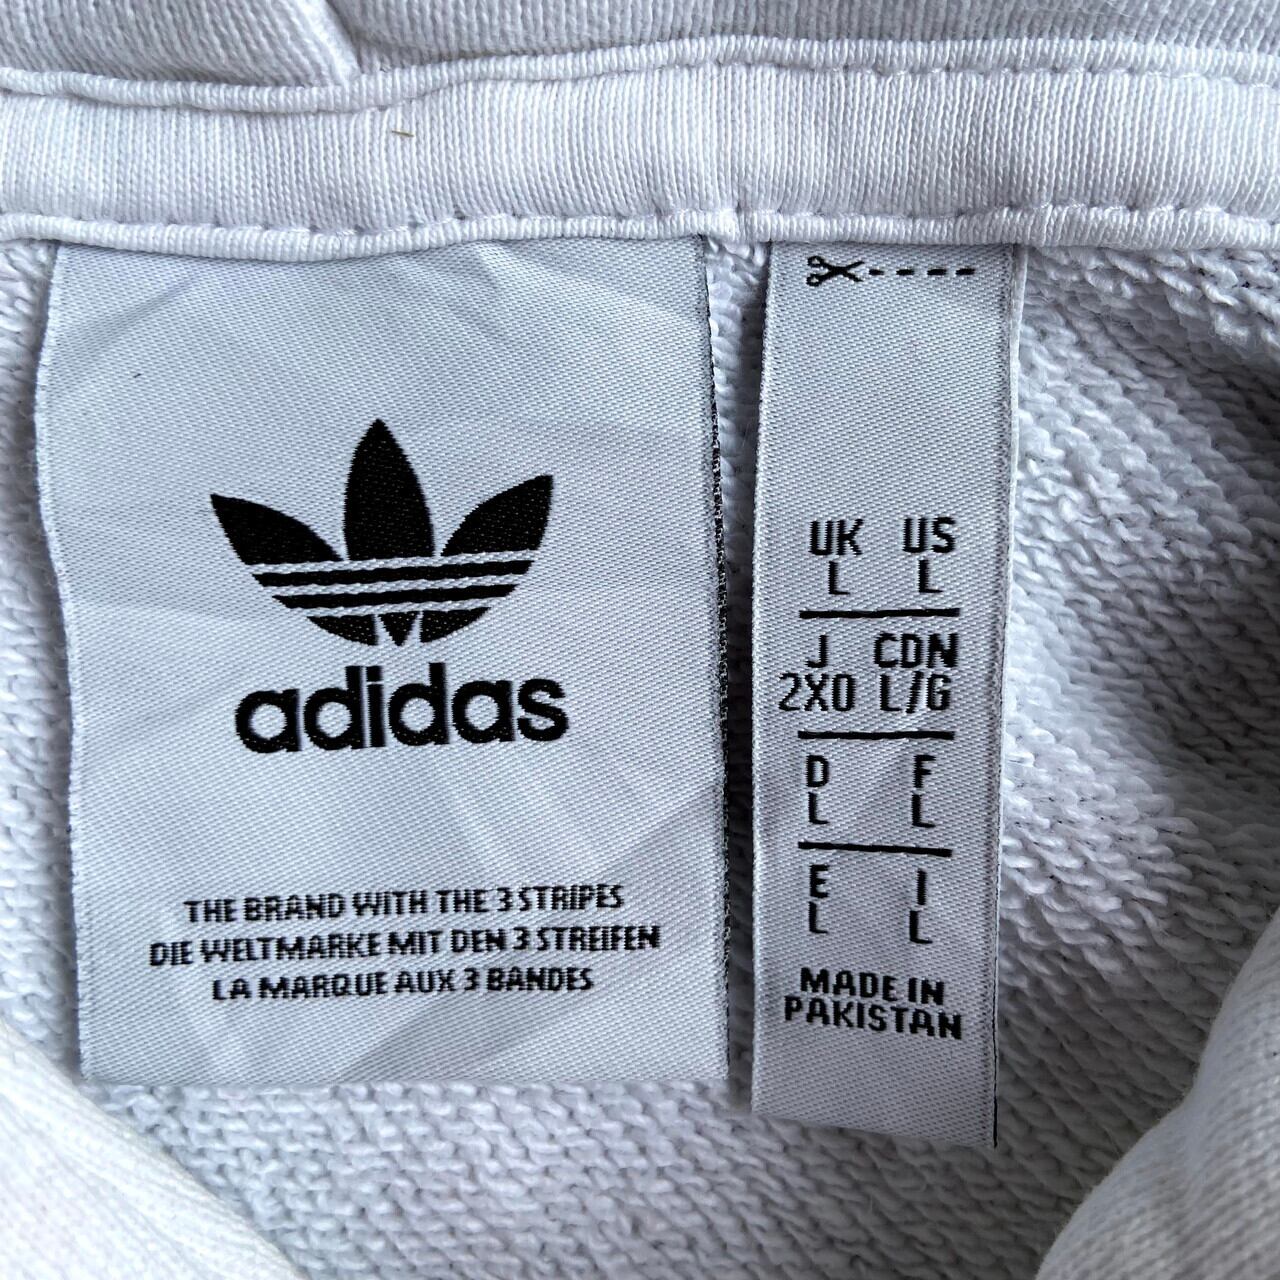 adidas
THE BRAND WITH THE 3 STRIPES
DIE WELTMARKE MIT DEN 3 STREIFEN
LA MARQUE AUX 3 BANDES
UK US
L L
J CDN
2XO L/G
D F
L L
E I
L L
MADE IN
PAKISTAN